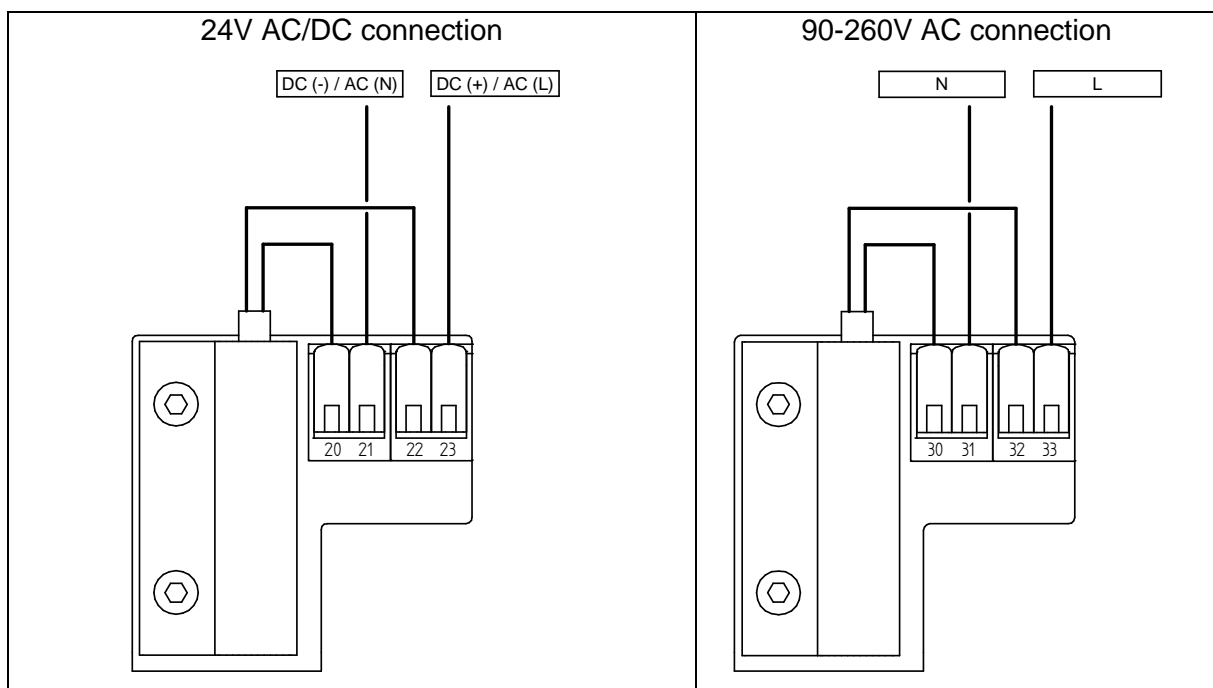 24V AC/DC connection
DC (-) / AC (N) DC (+) / AC (L)
20 21 22 23
90-260V AC connection
N L
30 31 32 33